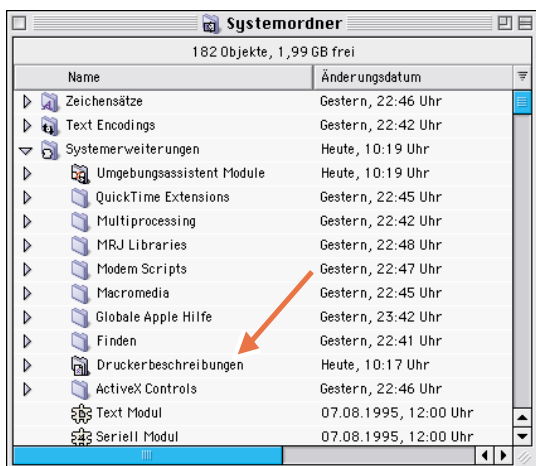 Systemordner
182 Objekte, 1,99 GB frei
Name Änderungsdatum
Zeichensätze Gestern, 22:46 Uhr
Text Encodings Gestern, 22:42 Uhr
Systemerweiterungen Heute, 10:19 Uhr
Umgebungsassistent Module Heute, 10:19 Uhr
QuickTime Extensions Gestern, 22:45 Uhr
Multiprocessing Gestern, 22:42 Uhr
MRJ Libraries Gestern, 22:48 Uhr
Modem Scripts Gestern, 22:47 Uhr
Macromedia Gestern, 22:45 Uhr
Globale Apple Hilfe Gestern, 23:42 Uhr
Finden Gestern, 22:41 Uhr
Druckerbeschreibungen Heute, 10:17 Uhr
ActiveX Controls Gestern, 22:46 Uhr
Text Modul 07.08.1995, 12:00 Uhr
Seriell Modul 07.08.1995, 12:00 Uhr